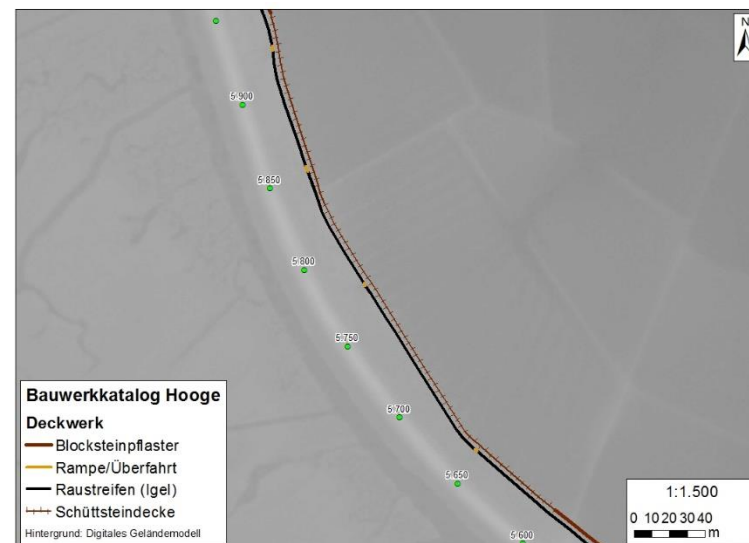 N
5.900
5.850
5.800
5.750
5.700
5.650
5.600
Bauwerkkatalog Hooge
Deckwerk
Blocksteinpflaster
Rampe/Überfahrt
Raustreifen (Igel)
Schüttsteindecke
Hintergrund: Digitales Geländemodell
1:1.500
0 10 20 30 40
m